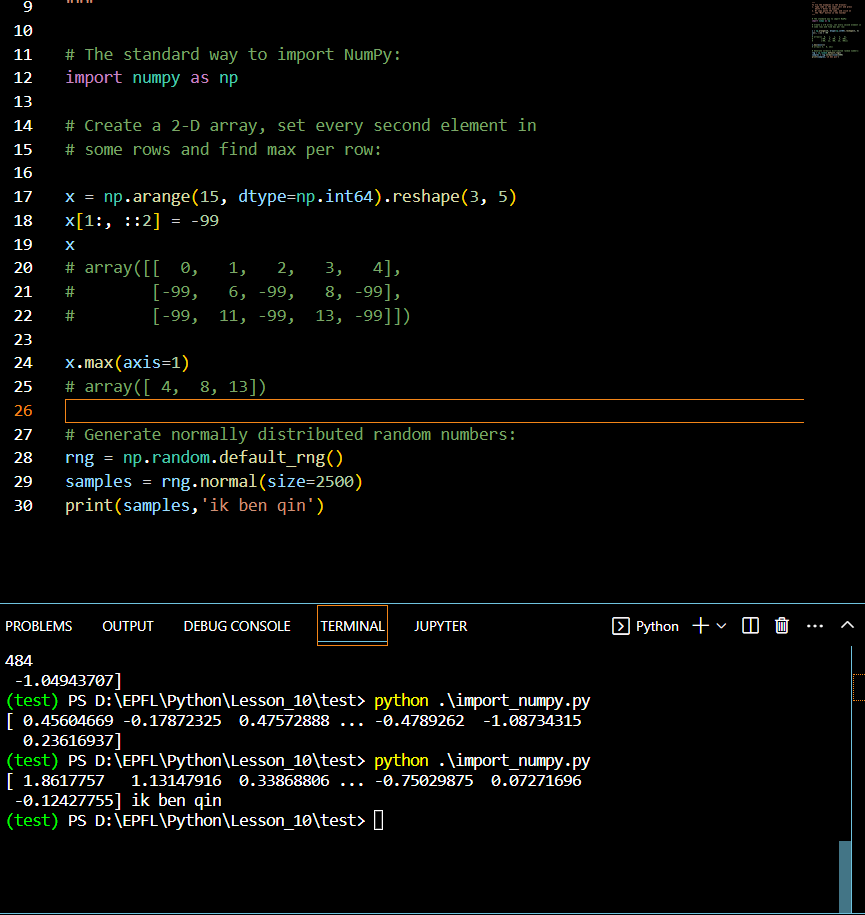 9 """
10
11 # The standard way to import NumPy:
12 import numpy as np
13
14 # Create a 2-D array, set every second element in
15 # some rows and find max per row:
16
17 x = np.arange(15, dtype=np.int64).reshape(3, 5)
18 x[1:, ::2] = -99
19 x
20 # array([[  0,   1,   2,   3,   4],
21 #        [-99,   6, -99,   8, -99],
22 #        [-99,  11, -99,  13, -99]])
23
24 x.max(axis=1)
25 # array([ 4,  8, 13])
26
27 # Generate normally distributed random numbers:
28 rng = np.random.default_rng()
29 samples = rng.normal(size=2500)
30 print(samples,'ik ben qin')
PROBLEMS OUTPUT DEBUG CONSOLE TERMINAL JUPYTER Python
484
 -1.04943707]
(test) PS D:\EPFL\Python\Lesson_10\test> python .\import_numpy.py
[ 0.45604669 -0.17872325  0.47572888 ... -0.4789262  -1.08734315
  0.23616937]
(test) PS D:\EPFL\Python\Lesson_10\test> python .\import_numpy.py
[ 1.8617757   1.13147916  0.33868806 ... -0.75029875  0.07271696
 -0.12427755] ik ben qin
(test) PS D:\EPFL\Python\Lesson_10\test>